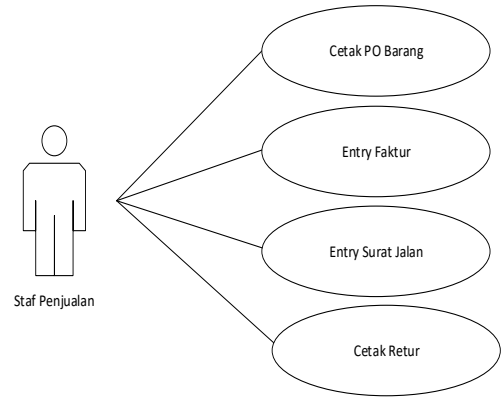 Cetak PO Barang
Entry Faktur
Entry Surat Jalan
Staf Penjualan
Cetak Retur